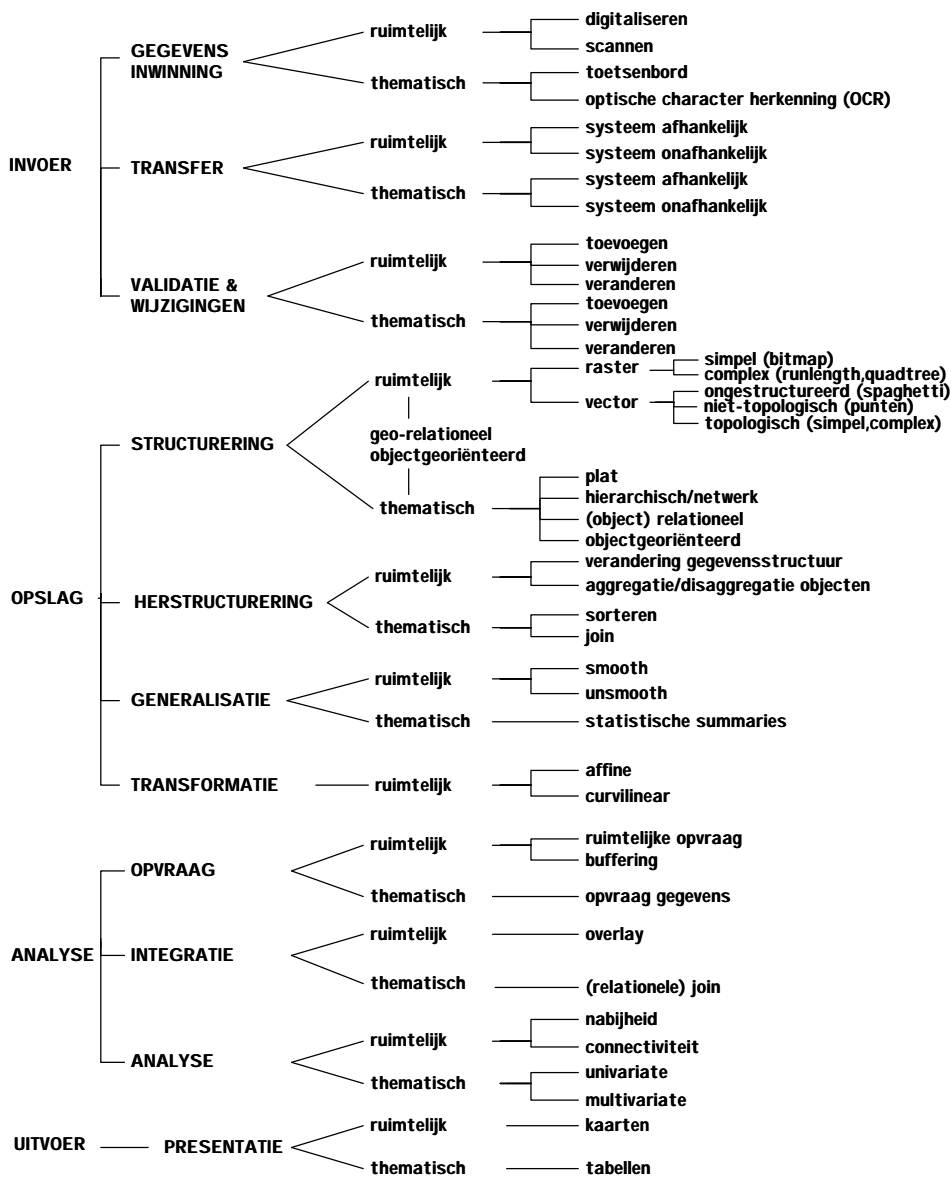 digitaliseren
ruimtelijk
scannen
GEGEVENS
INWINNING
toetsenbord
thematisch
optische character herkenning (OCR)
systeem afhankelijk
ruimtelijk
systeem onafhankelijk
INVOER
TRANSFER
systeem afhankelijk
thematisch
systeem onafhankelijk
toevoegen
ruimtelijk
verwijderen
veranderen
VALIDATIE &
WIJZIGINGEN
toevoegen
thematisch
verwijderen
veranderen
simpel (bitmap)
raster
complex (runlength,quadtree)
ruimtelijk
ongestructureerd (spaghetti)
vector
niet-topologisch (punten)
topologisch (simpel,complex)
STRUCTURERING
geo-relationeel
objectgeoriënteerd
plat
hierarchisch/netwerk
thematisch
(object) relationeel
objectgeoriënteerd
verandering gegevensstructuur
ruimtelijk
aggregatie/disaggregatie objecten
OPSLAG
HERSTRUCTURERING
sorteren
thematisch
join
smooth
ruimtelijk
unsmooth
GENERALISATIE
thematisch
statistische summaries
affine
TRANSFORMATIE
ruimtelijk
curvilinear
ruimtelijke opvraag
ruimtelijk
buffering
OPVRAAG
thematisch
opvraag gegevens
ruimtelijk
overlay
ANALYSE
INTEGRATIE
thematisch
(relationele) join
nabijheid
ruimtelijk
connectiviteit
ANALYSE
univariate
thematisch
multivariate
ruimtelijk
kaarten
UITVOER
PRESENTATIE
thematisch
tabellen